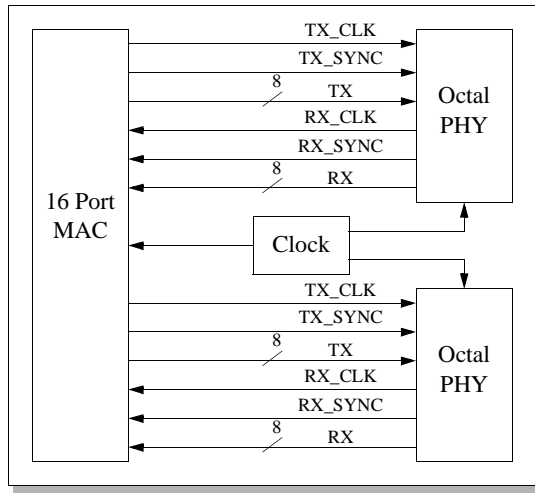 TX_CLK
TX_SYNC
8
TX
RX_CLK
RX_SYNC
8
RX
Octal
PHY
16 Port
MAC
Clock
TX_CLK
TX_SYNC
8
TX
RX_CLK
RX_SYNC
8
RX
Octal
PHY